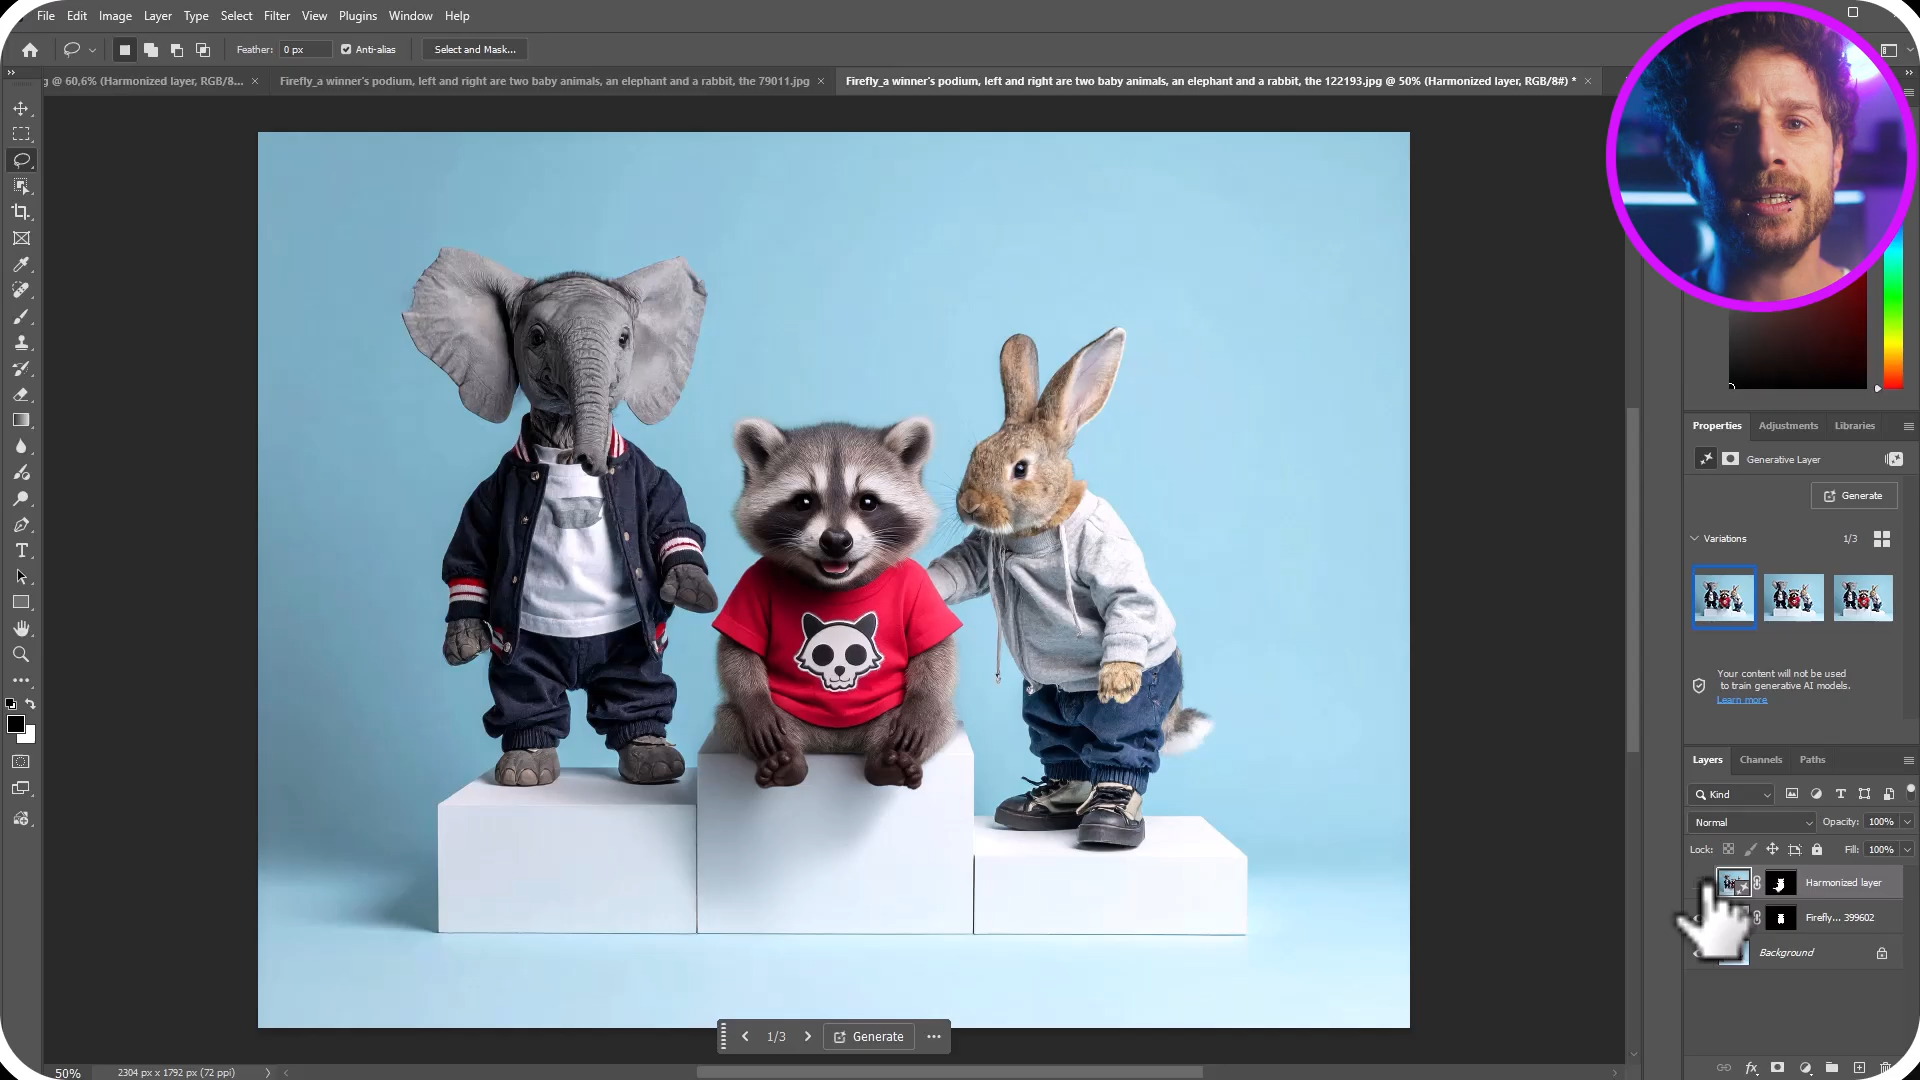 File Edit Image Layer Type Select Filter View Plugins Window Help
Feather: 0 px Anti-alias Select and Mask...
g @ 60,6% (Harmonized layer, RGB/8... × Firefly_a winner's podium, left and right are two baby animals, an elephant and a rabbit, the 79011.jpg × Firefly_a winner's podium, left and right are two baby animals, an elephant and a rabbit, the 122193.jpg @ 50% (Harmonized layer, RGB/8#) * ×
Properties Adjustments Libraries
Generative Layer
Generate
Variations 1/3
Your content will not be used
to train generative AI models.
Learn more
Layers Channels Paths
Kind
Normal Opacity: 100%
Lock: Fill: 100%
Harmonized layer
Firefly... 399602
Background
1/3 Generate ...
50% 2304 px x 1792 px (72 ppi)